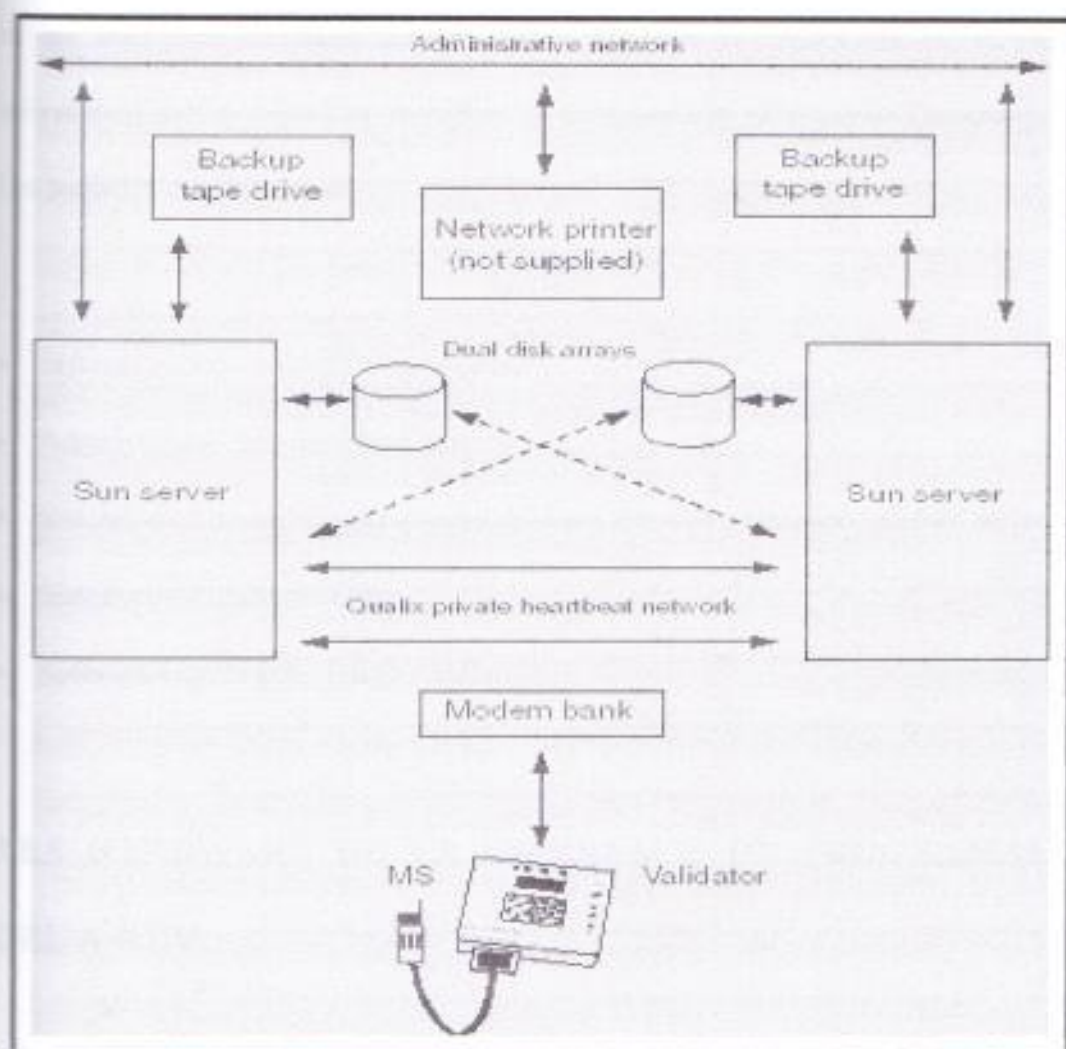 Administrative network
Backup
tape drive
Backup
tape drive
Network printer
(not supplied)
Dual disk arrays
Sun server
Sun server
Qualix private heartbeat network
Modem bank
MS
Validator